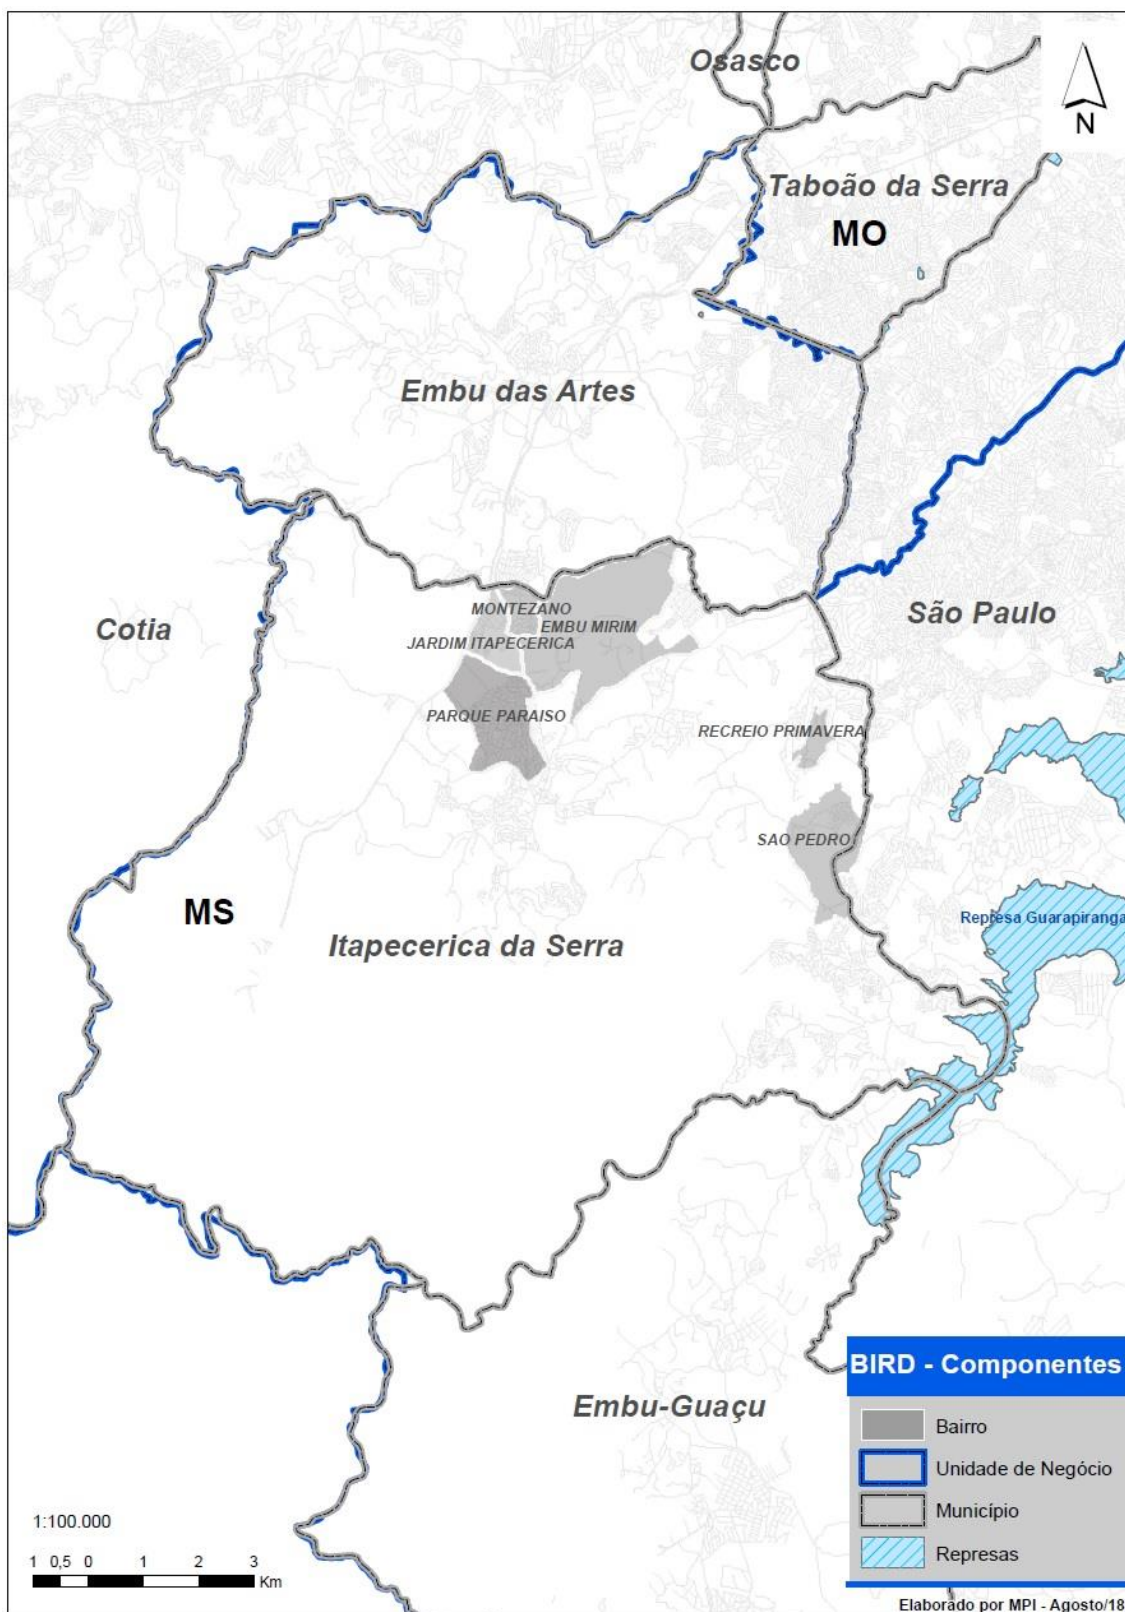 Osasco
N
Taboão da Serra
MO
Embu das Artes
MONTEZANO
EMBU MIRIM
JARDIM ITAPECERICA
São Paulo
Cotia
PARQUE PARAISO
RECREIO PRIMAVERA
SAO PEDRO
MS
Represa Guarapiranga
Itapecerica da Serra
Embu-Guaçu
BIRD - Componentes
Bairro
Unidade de Negócio
Município
Represas
1:100.000
1 0,5 0 1 2 3
Km
Elaborado por MPI - Agosto/18